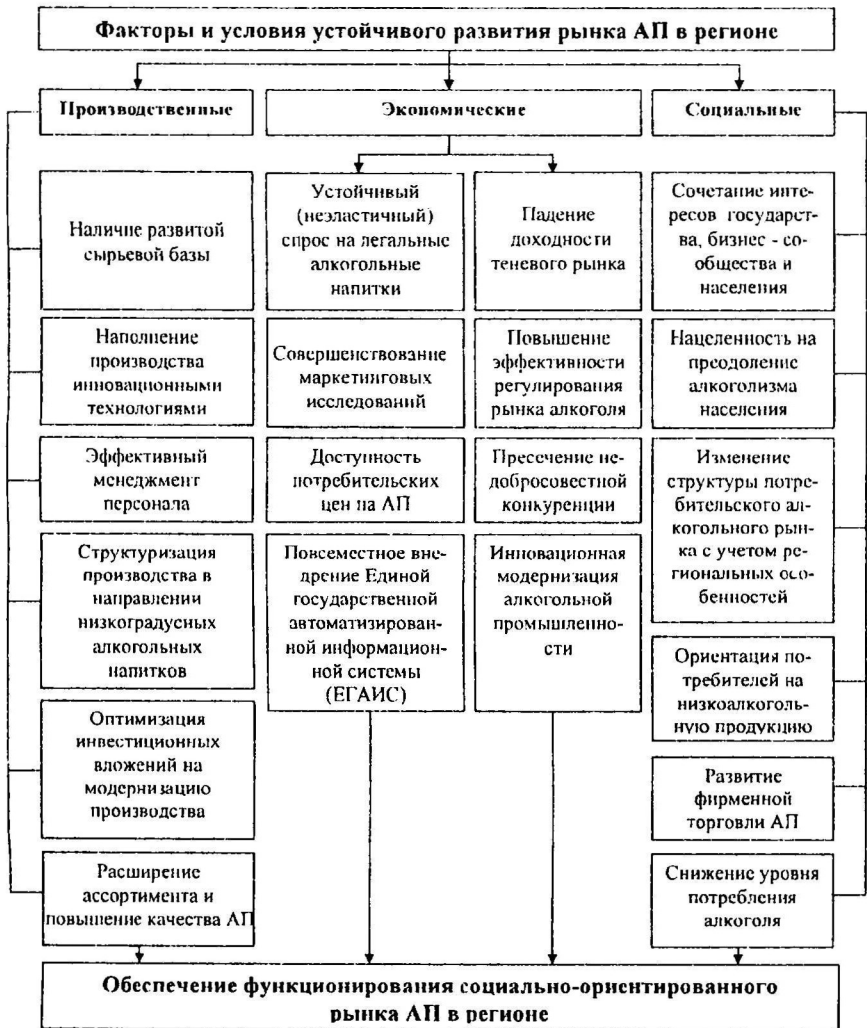 Факторы и условия устойчивого развития рынка АП в регионе
Производственные
Экономические
Социальные
Наличие развитой
сырьевой базы
Наполнение
производства
инновационными
технологиями
Эффективный
менеджмент
персонала
Структуризация
производства в
направлении
низкоградусных
алкогольных
напитков
Оптимизация
инвестиционных
вложений на
модернизацию
производства
Расширение
ассортимента и
повышение качества АП
Устойчивый
(неэластичный)
спрос на легальные
алкогольные
напитки
Совершенствование
маркетинговых
исследований
Доступность
потребительских
цен на АП
Повсеместное вне-
дрение Единой
государственной
автоматизирован-
ной информацион-
ной системы
(ЕГАИС)
Падение
доходности
теневого рынка
Повышение
эффективности
регулирования
рынка алкоголя
Пресечение не-
добросовестной
конкуренции
Инновационная
модернизация
алкогольной
промышленно-
сти
Сочетание инте-
ресов государст-
ва, бизнес - со-
общества и
населения
Нацеленность на
преодоление
алкоголизма
населения
Изменение
структуры потре-
бительского ал-
когольного рын-
ка с учетом ре-
гиональных осо-
бенностей
Ориентация по-
требителей на
низкоалкоголь-
ную продукцию
Развитие
фирменной
торговли АП
Снижение уровня
потребления
алкоголя
Обеспечение функционирования социально-ориентированного
рынка АП в регионе